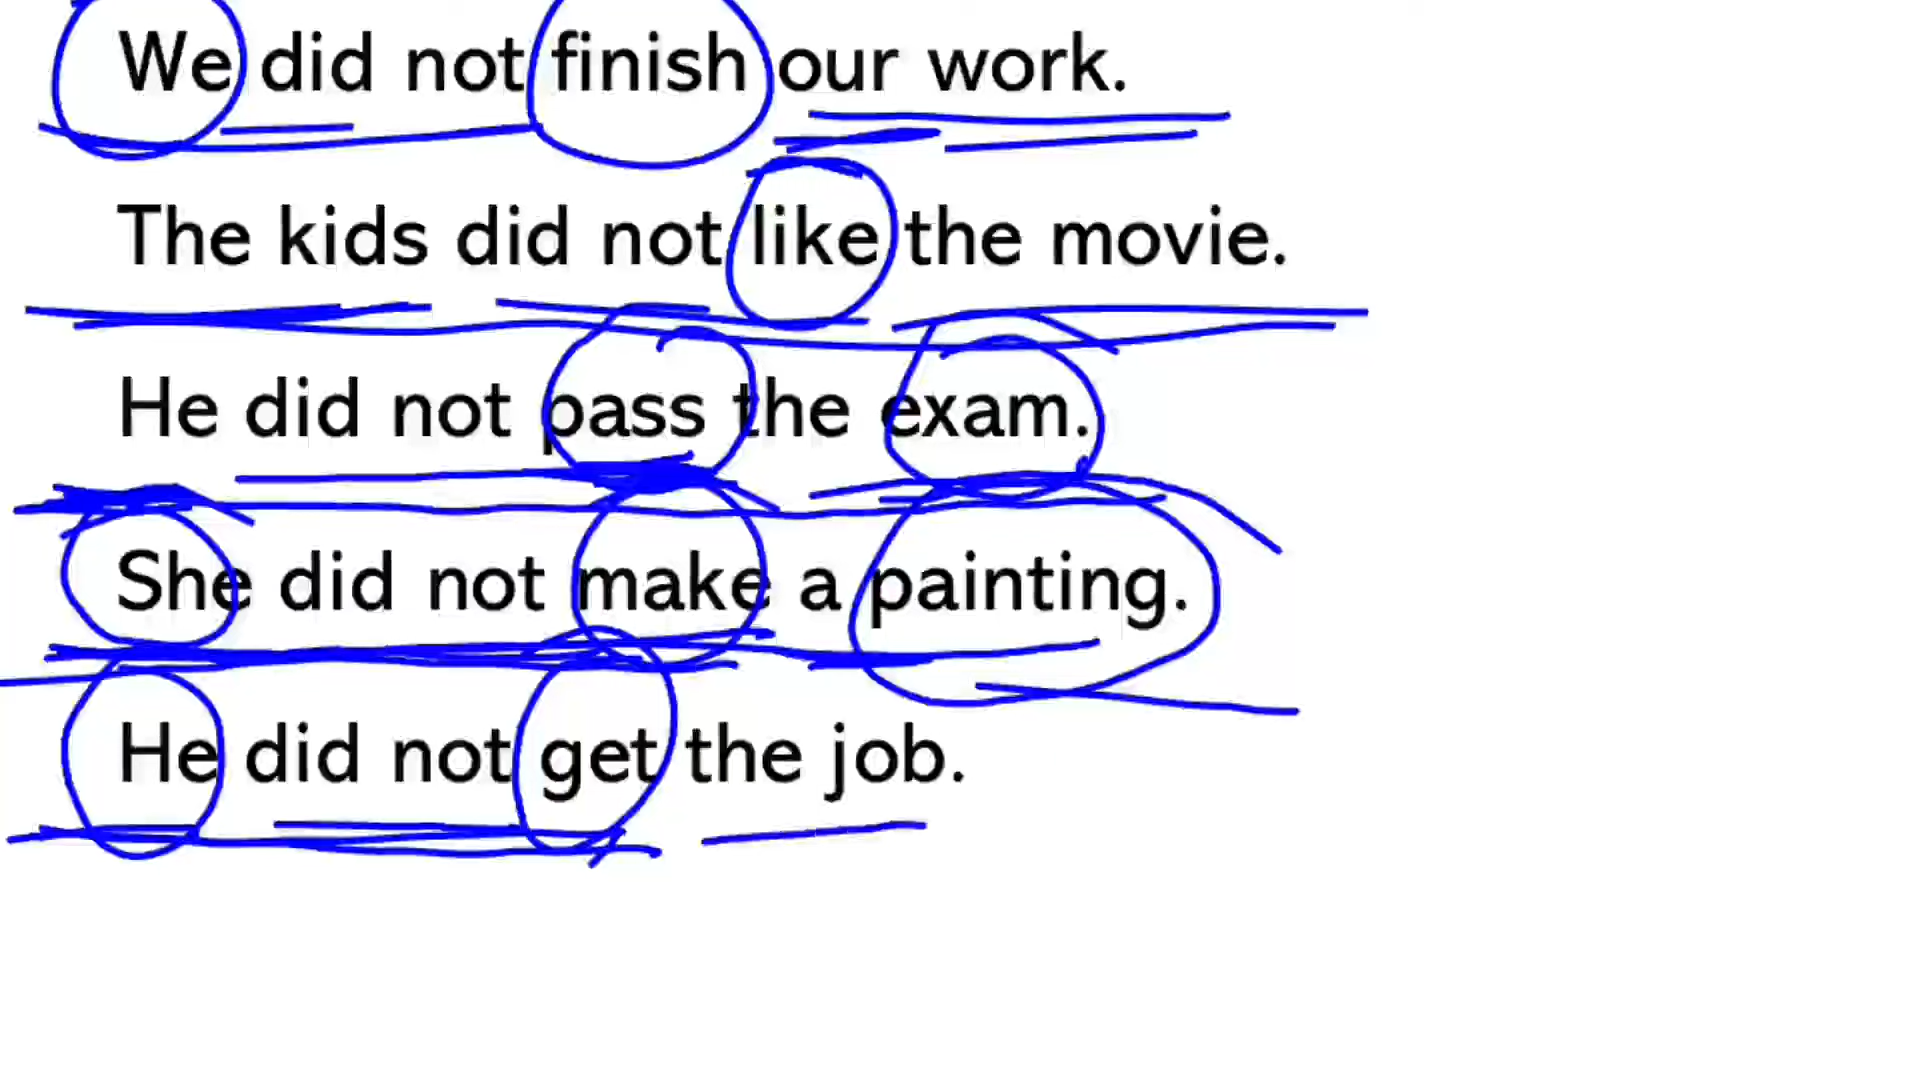 We did not finish our work.
The kids did not like the movie.
He did not pass the exam.
She did not make a painting.
He did not get the job.